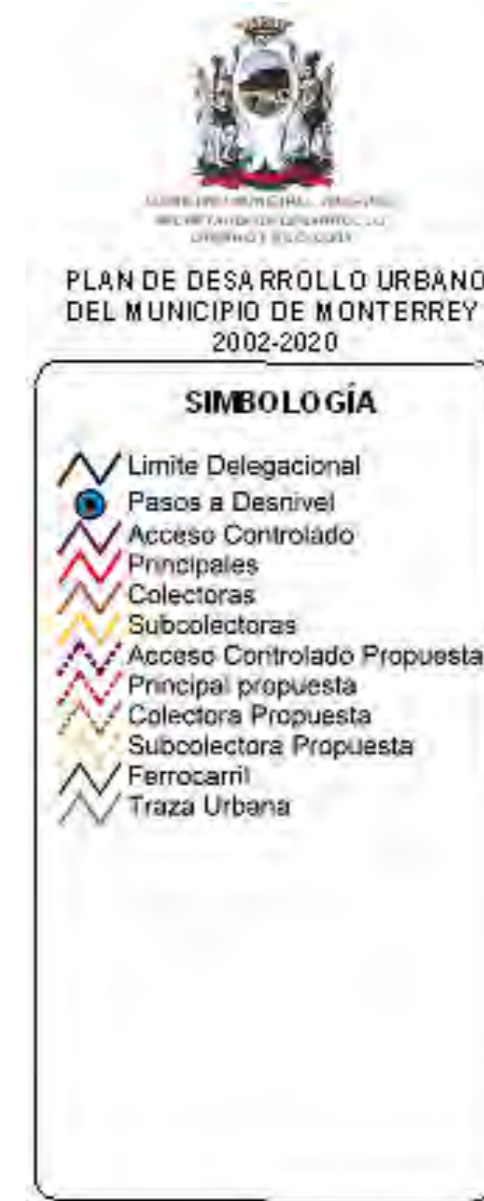 PLAN DE DESARROLLO URBANO
DEL MUNICIPIO DE MONTERREY
2002-2020
SIMBOLOGÍA
Limite Delegacional
Pasos a Desnivel
Acceso Controlado
Principales
Colectoras
Subcolectoras
Acceso Controlado Propuesta
Principal propuesta
Colectora Propuesta
Subcolectora Propuesta
Ferrocarril
Traza Urbana